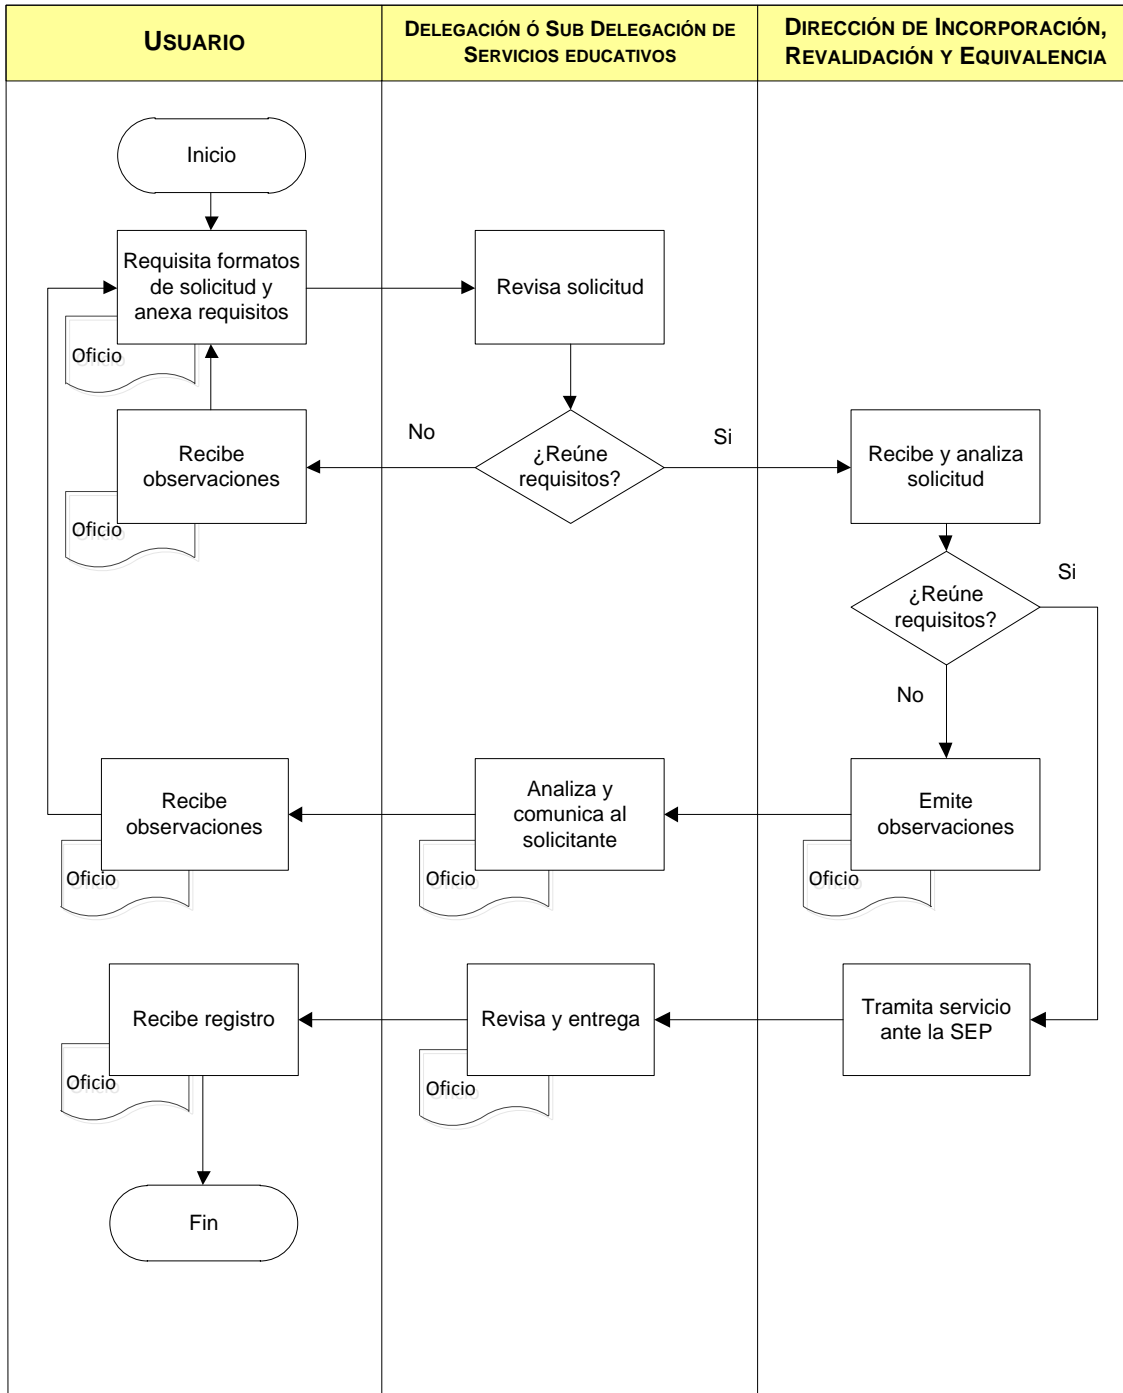 USUARIO
DELEGACIÓN Ó SUB DELEGACIÓN DE
SERVICIOS EDUCATIVOS
DIRECCIÓN DE INCORPORACIÓN,
REVALIDACIÓN Y EQUIVALENCIA
Inicio
Requisita formatos
de solicitud y
anexa requisitos
Oficio
Revisa solicitud
Recibe
observaciones
Oficio
No
¿Reúne
requisitos?
Si
Recibe y analiza
solicitud
¿Reúne
requisitos?
Si
No
Recibe
observaciones
Oficio
Analiza y
comunica al
solicitante
Oficio
Emite
observaciones
Oficio
Recibe registro
Oficio
Revisa y entrega
Oficio
Tramita servicio
ante la SEP
Fin